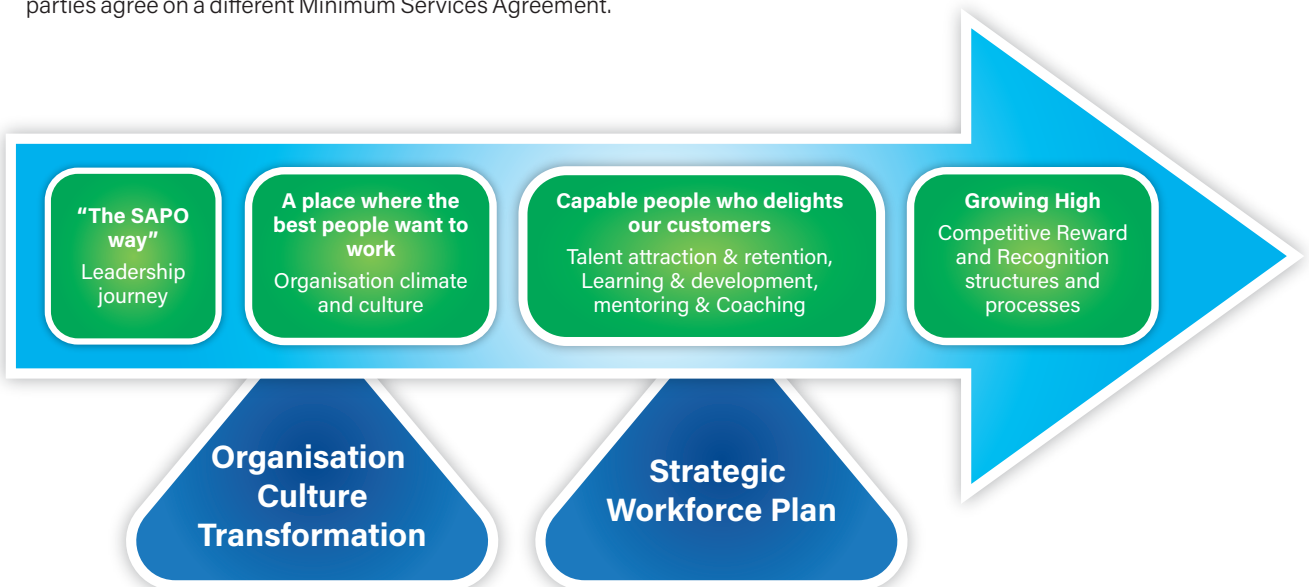 parties agree on a different Minimum Services Agreement.
"The SAPO
way"
Leadership
journey
A place where the
best people want to
work
Organisation climate
and culture
Capable people who delights
our customers
Talent attraction & retention,
Learning & development,
mentoring & Coaching
Growing High
Competitive Reward
and Recognition
structures and
processes
Organisation
Culture
Transformation
Strategic
Workforce Plan